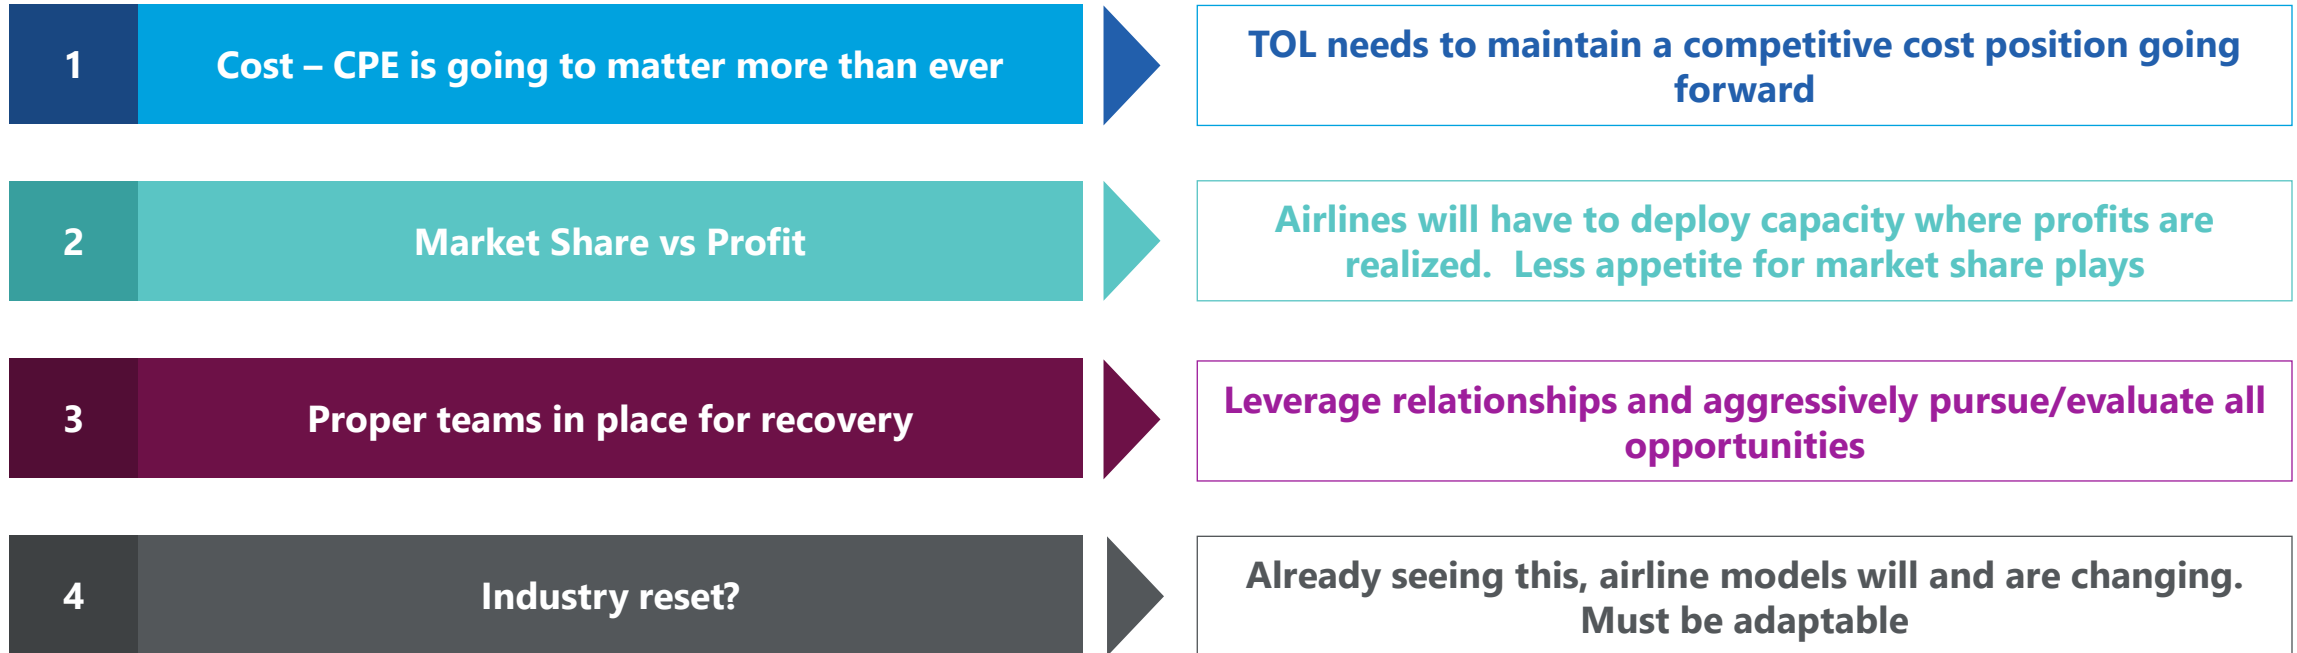 1
Cost – CPE is going to matter more than ever
TOL needs to maintain a competitive cost position going
forward
2
Market Share vs Profit
Airlines will have to deploy capacity where profits are
realized.  Less appetite for market share plays
3
Proper teams in place for recovery
Leverage relationships and aggressively pursue/evaluate all
opportunities
4
Industry reset?
Already seeing this, airline models will and are changing.
Must be adaptable